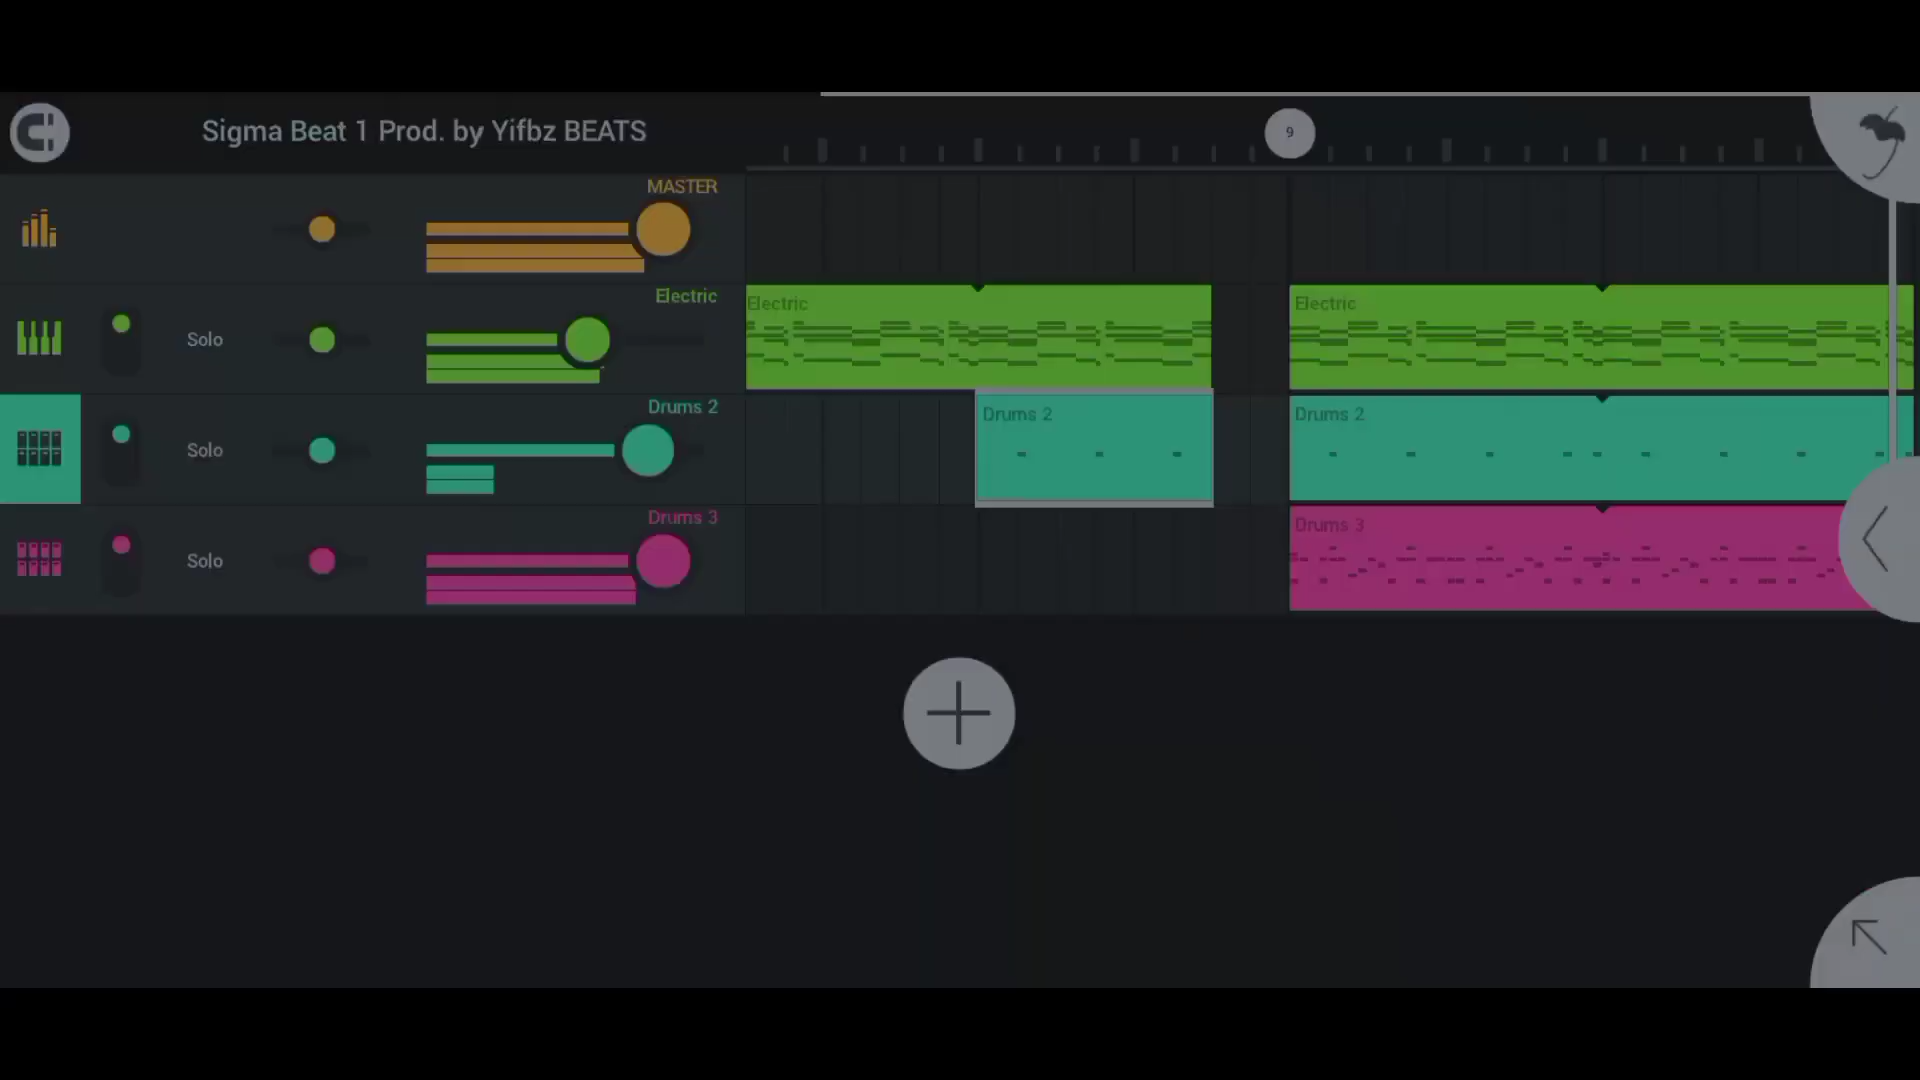 Sigma Beat 1 Prod. by Yifbz BEATS
9
MASTER
Electric
Solo
Electric
Electric
Drums 2
Solo
Drums 2
Drums 2
Drums 3
Solo
Drums 3